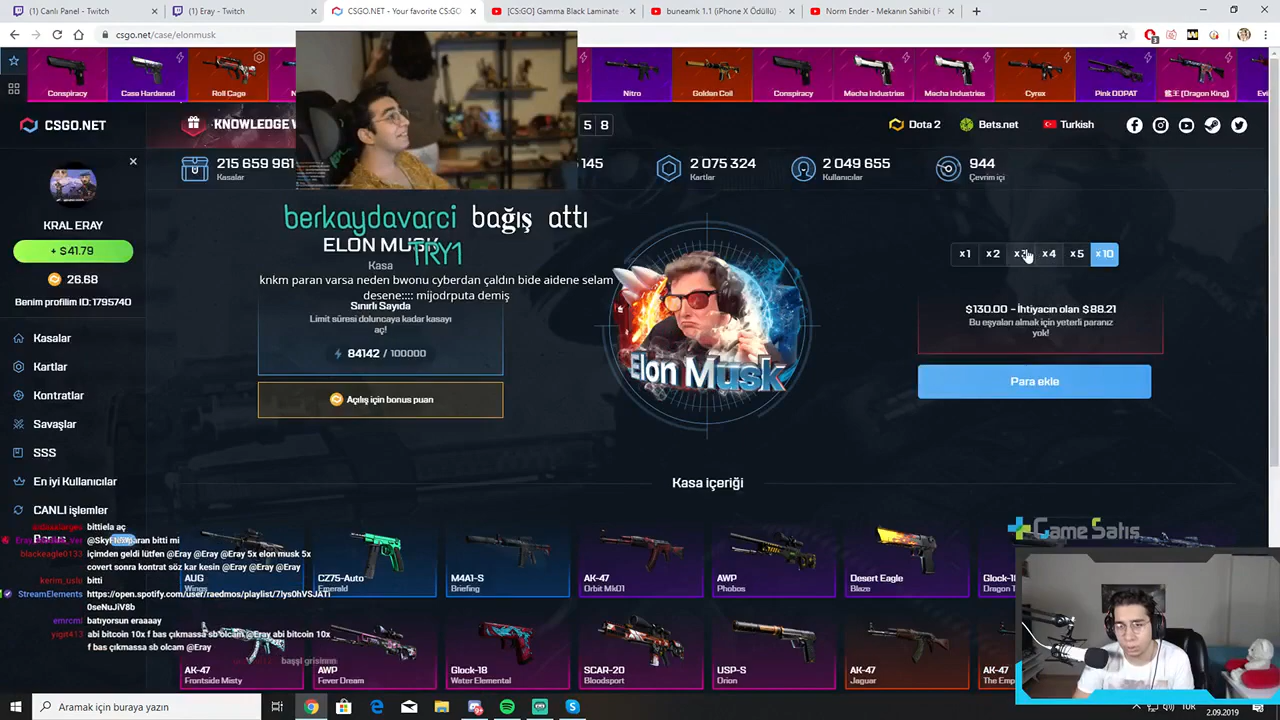 (1) Canlı Panel - Twitch
(1) Eray - Twitch
CSGO.NET - Your favorite CS:GO
[CS:GO] Gamma Black Laminate
buneamk 1.1 (iPhone X Ödüllü)
Norm Ender - Mekanın Sahibi (
csgo.net/case/elonmusk
Conspiracy
Case Hardened
Roll Cage
Nitro
Golden Coil
Conspiracy
Mecha Industries
Mecha Industries
Cyrex
Pink DDPAT
(Dragon King)
CSGO.NET
KNOWLEDGE
5 8
Dota 2
Bets.net
Turkish
215 659 961
Kasalar
145
2 075 324
Kartlar
2 049 655
Kullanıcılar
944
Çevrim içi
KRAL ERAY
+ $41.79
26.68
Benim profilim ID: 1795740
Kasalar
Kartlar
Kontratlar
Savaşlar
SSS
En iyi Kullanıcılar
CANLI işlemler
berkaydavarci bağış attı
TRY1
ELON MUSK
Kasa
knkm paran varsa neden bwonu cyberdan çaldın bide aidene selam
desene:::: mijodrputa demiş
Sınırlı Sayıda
Limit süresi doluncaya kadar kasayı
aç!
84142 / 100000
Açılış için bonus puan
Elon Musk
x1
x2
x4
x5
x10
$130.00 - İhtiyacın olan $88.21
Bu eşyaları almak için yeterli paranız
yok!
Para ekle
Kasa içeriği
bittiela aç
@SkyFlemparan bitti mi
blackeagle0133 içimden geldi lütfen @Eray @Eray @Eray 5x elon musk 5x
covert sonra kontrat söz kar kesin @Eray @Eray @Eray
kerim_uslu bitti
DreamElements https://open.spotify.com/user/raedmos/playlist/7lys0hVSJATi
0seNuJiV8b
emrcml batıyorsun eraaaay
yigit413 abi bitcoin 10x f bas çıkmassa sb olcam @Eray abi bitcoin 10x
f bas çıkmassa sb olcam @Eray
AUG
Wings
CZ75-Auto
Emerald
M4A1-S
Briefing
AK-47
Orbit Mk01
AWP
Phobos
Desert Eagle
Blaze
Glock-18
AK-47
Frontside Misty
AWP
Fever Dream
Glock-18
Water Elemental
SCAR-20
Bloodsport
USP-S
Orion
AK-47
Jaguar
AK-47
Game Satış
Aramak için buraya yazın
TUR
2.09.2019